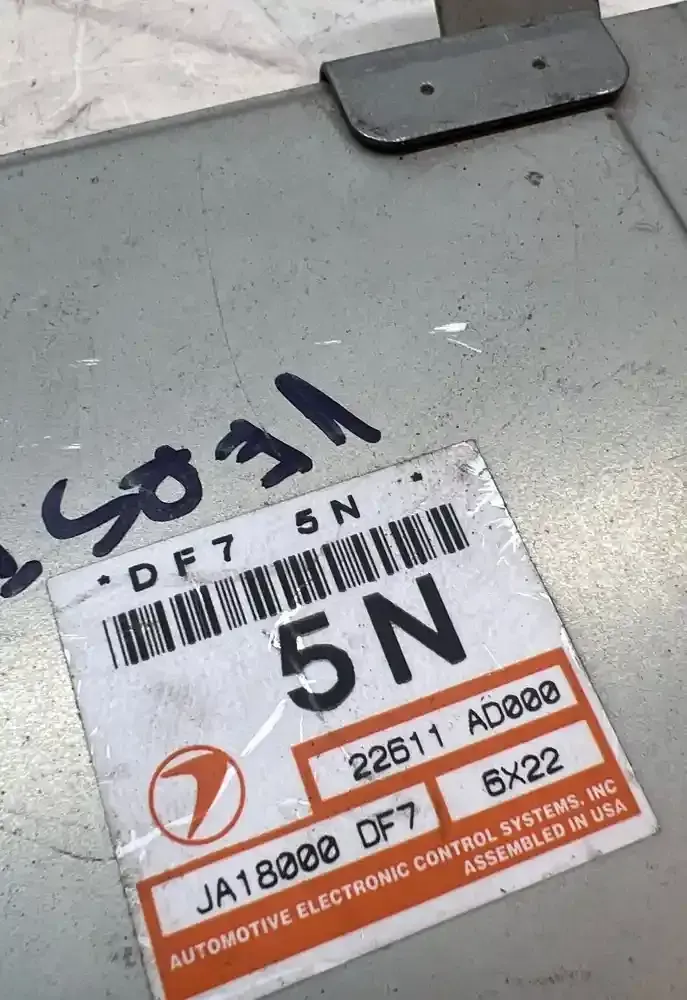 *DF7 5N
5N
22611 AD000
6X22
JA18000 DF7
AUTOMOTIVE ELECTRONIC CONTROL SYSTEMS, INC
ASSEMBLED IN USA